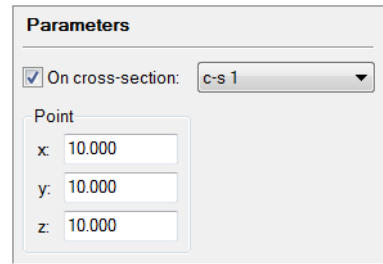 Parameters
On cross-section: c-s 1
Point
x: 10.000
y: 10.000
z: 10.000